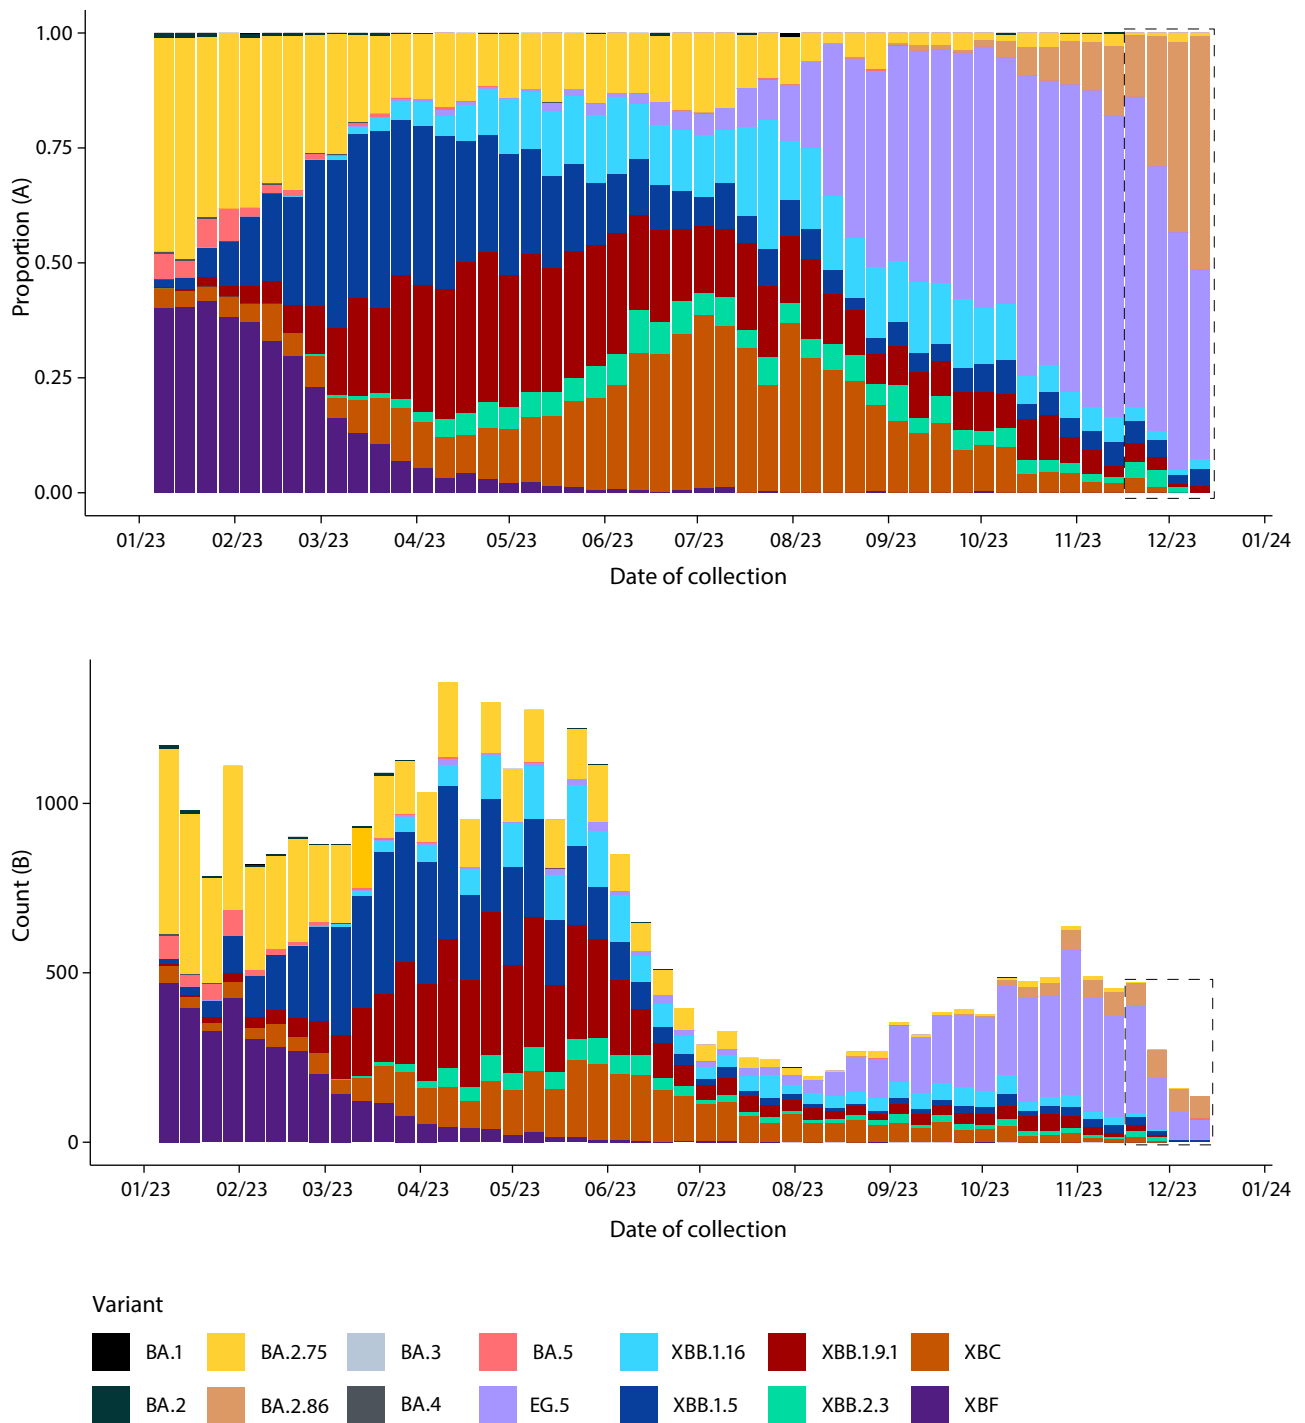 1.00
0.75
0.50
0.25
0.00
Proportion (A)
01/23 02/23 03/23 04/23 05/23 06/23 07/23 08/23 09/23 10/23 11/23 12/23 01/24
Date of collection
1000
500
0
Count (B)
01/23 02/23 03/23 04/23 05/23 06/23 07/23 08/23 09/23 10/23 11/23 12/23 01/24
Date of collection
Variant
BA.1 BA.2.75 BA.3 BA.5 XBB.1.16 XBB.1.9.1 XBC
BA.2 BA.2.86 BA.4 EG.5 XBB.1.5 XBB.2.3 XBF